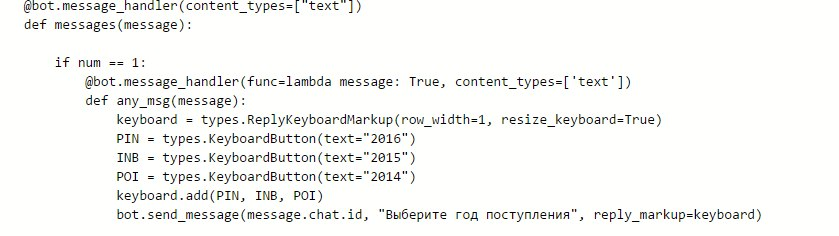 @bot.message_handler(content_types=["text"])
def messages(message):
if num == 1:
@bot.message_handler(func=lambda message: True, content_types=['text'])
def any_msg(message):
keyboard = types.ReplyKeyboardMarkup(row_width=1, resize_keyboard=True)
PIN = types.KeyboardButton(text="2016")
INB = types.KeyboardButton(text="2015")
POI = types.KeyboardButton(text="2014")
keyboard.add(PIN, INB, POI)
bot.send_message(message.chat.id, "Выберите год поступления", reply_markup=keyboard)